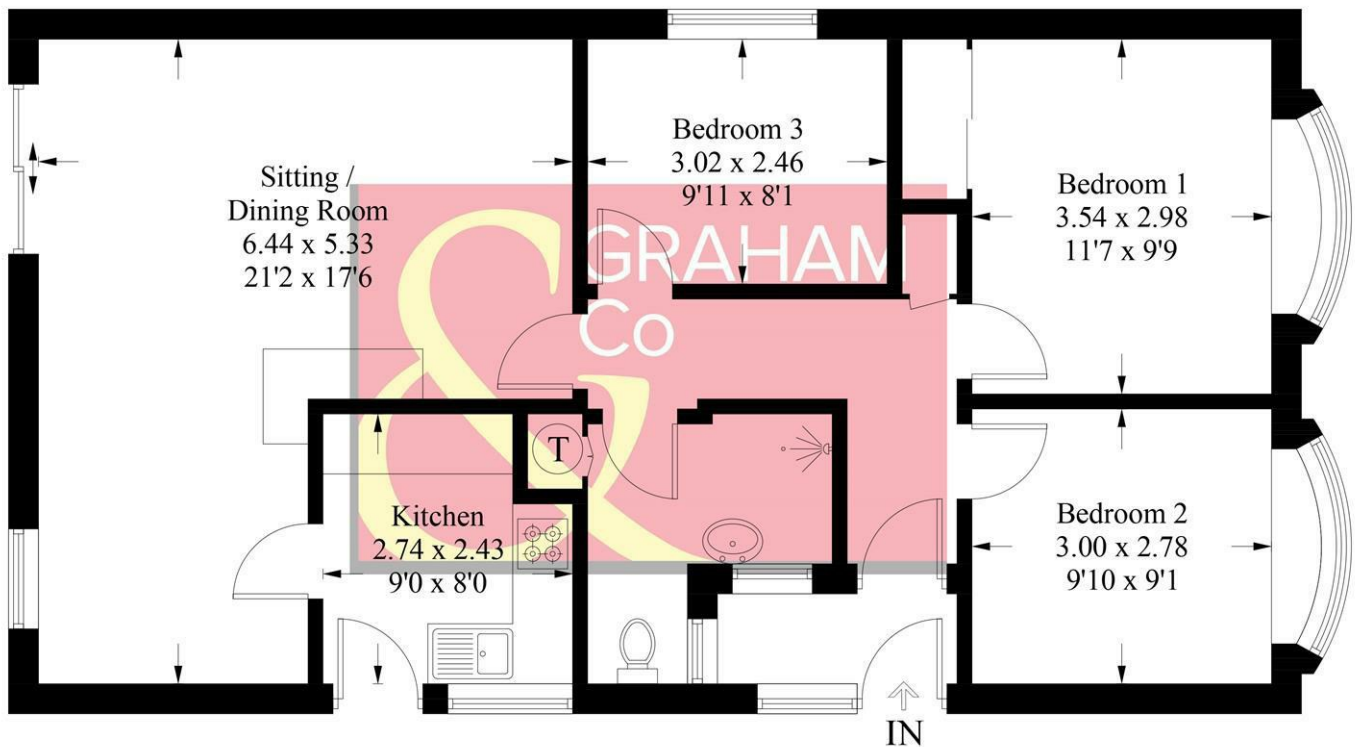 Sitting /
Dining Room
6.44 x 5.33
21'2 x 17'6
Bedroom 3
3.02 x 2.46
9'11 x 8'1
Bedroom 1
3.54 x 2.98
11'7 x 9'9
&
GRAHAM
Co
T
Kitchen
2.74 x 2.43
9'0 x 8'0
Bedroom 2
3.00 x 2.78
9'10 x 9'1
IN